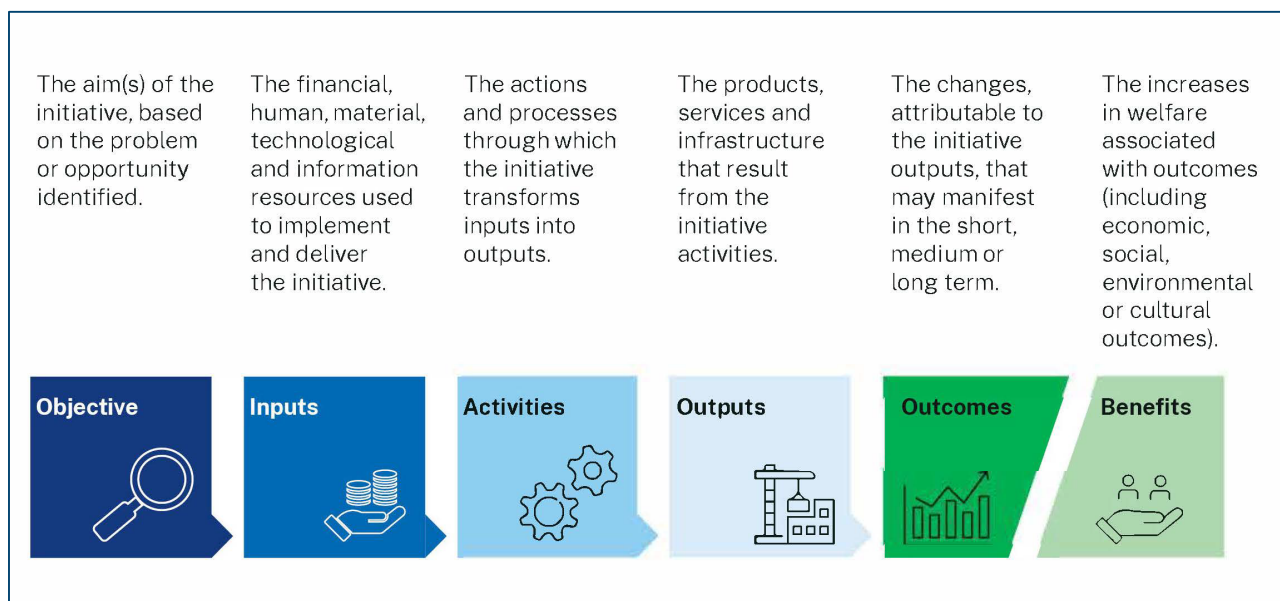 The aim(s) of the
initiative, based
on the problem
or opportunity
identified.
The financial,
human, material,
technological
and information
resources used
to implement
and deliver
the initiative.
The actions
and processes
through which
the initiative
transforms
inputs into
outputs.
The products,
services and
infrastructure
that result
from the
initiative
activities.
The changes,
attributable to
the initiative
outputs, that
may manifest
in the short,
medium or
long term.
The increases
in welfare
associated
with outcomes
(including
economic,
social,
environmental
or cultural
outcomes).
Objective
Inputs
Activities
Outputs
Outcomes
Benefits